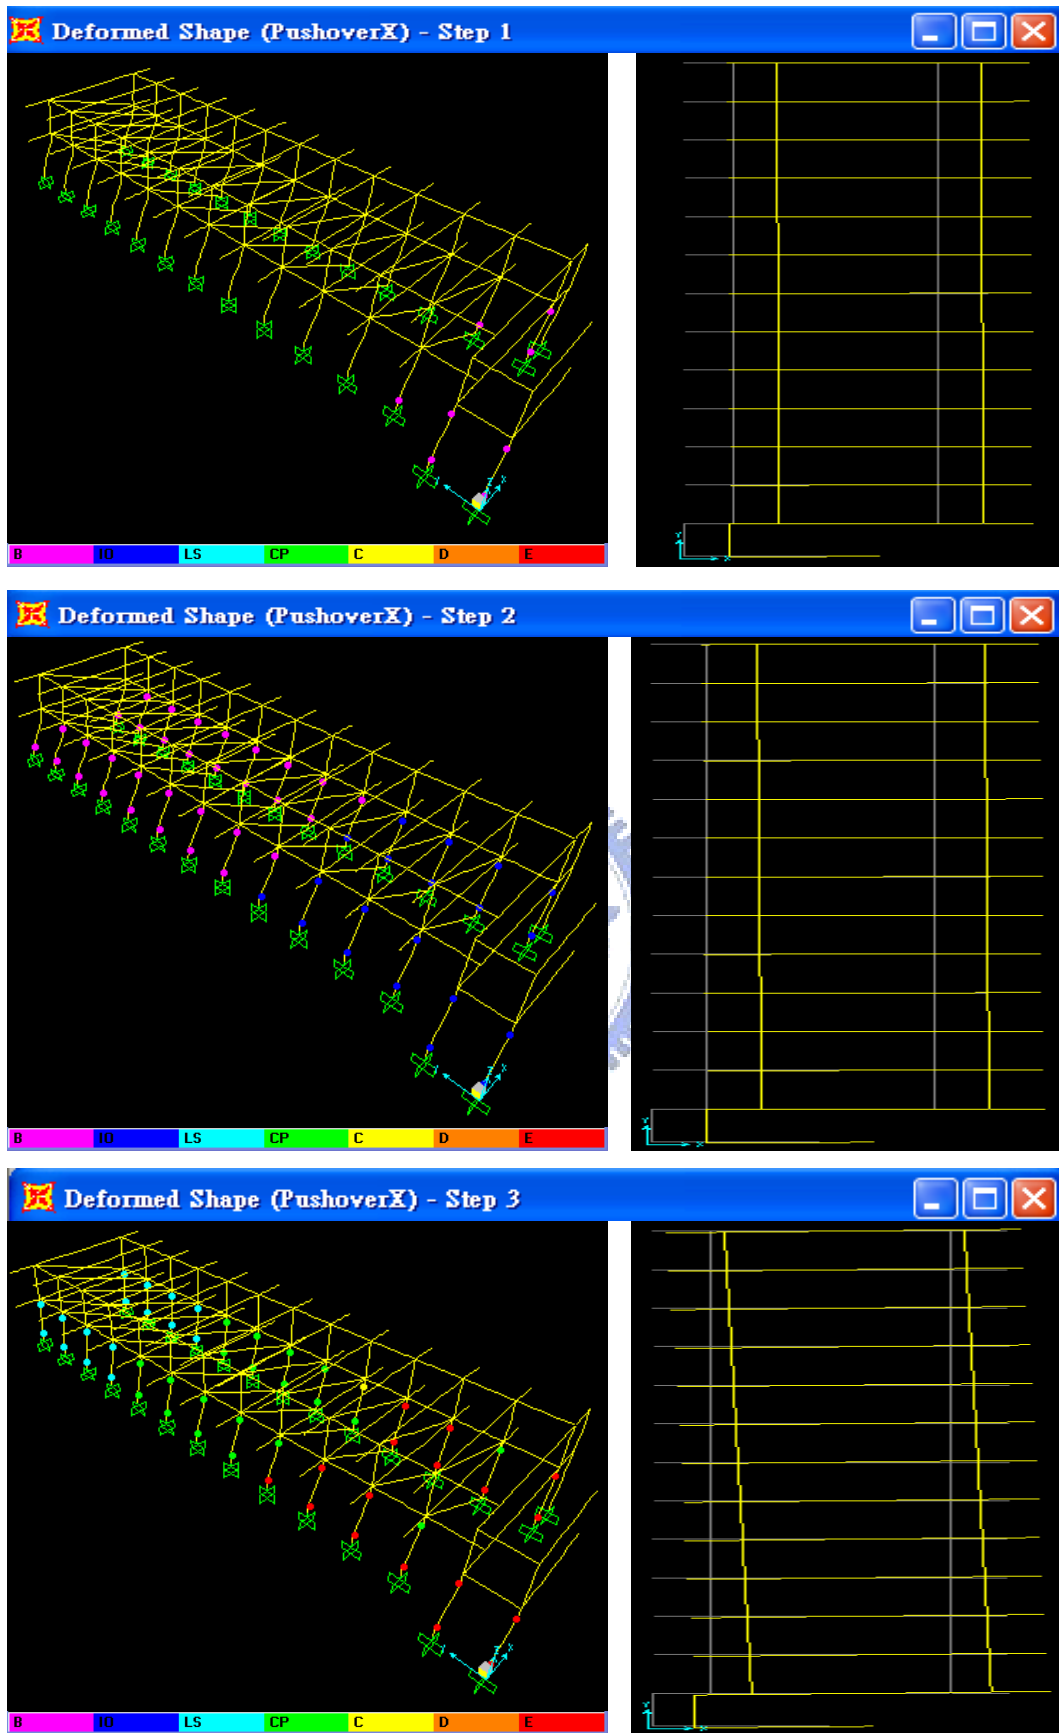 Deformed Shape (PushoverX) - Step 1
B IO LS CP C D E
Deformed Shape (PushoverX) - Step 2
B IO LS CP C D E
Deformed Shape (PushoverX) - Step 3
B IO LS CP C D E